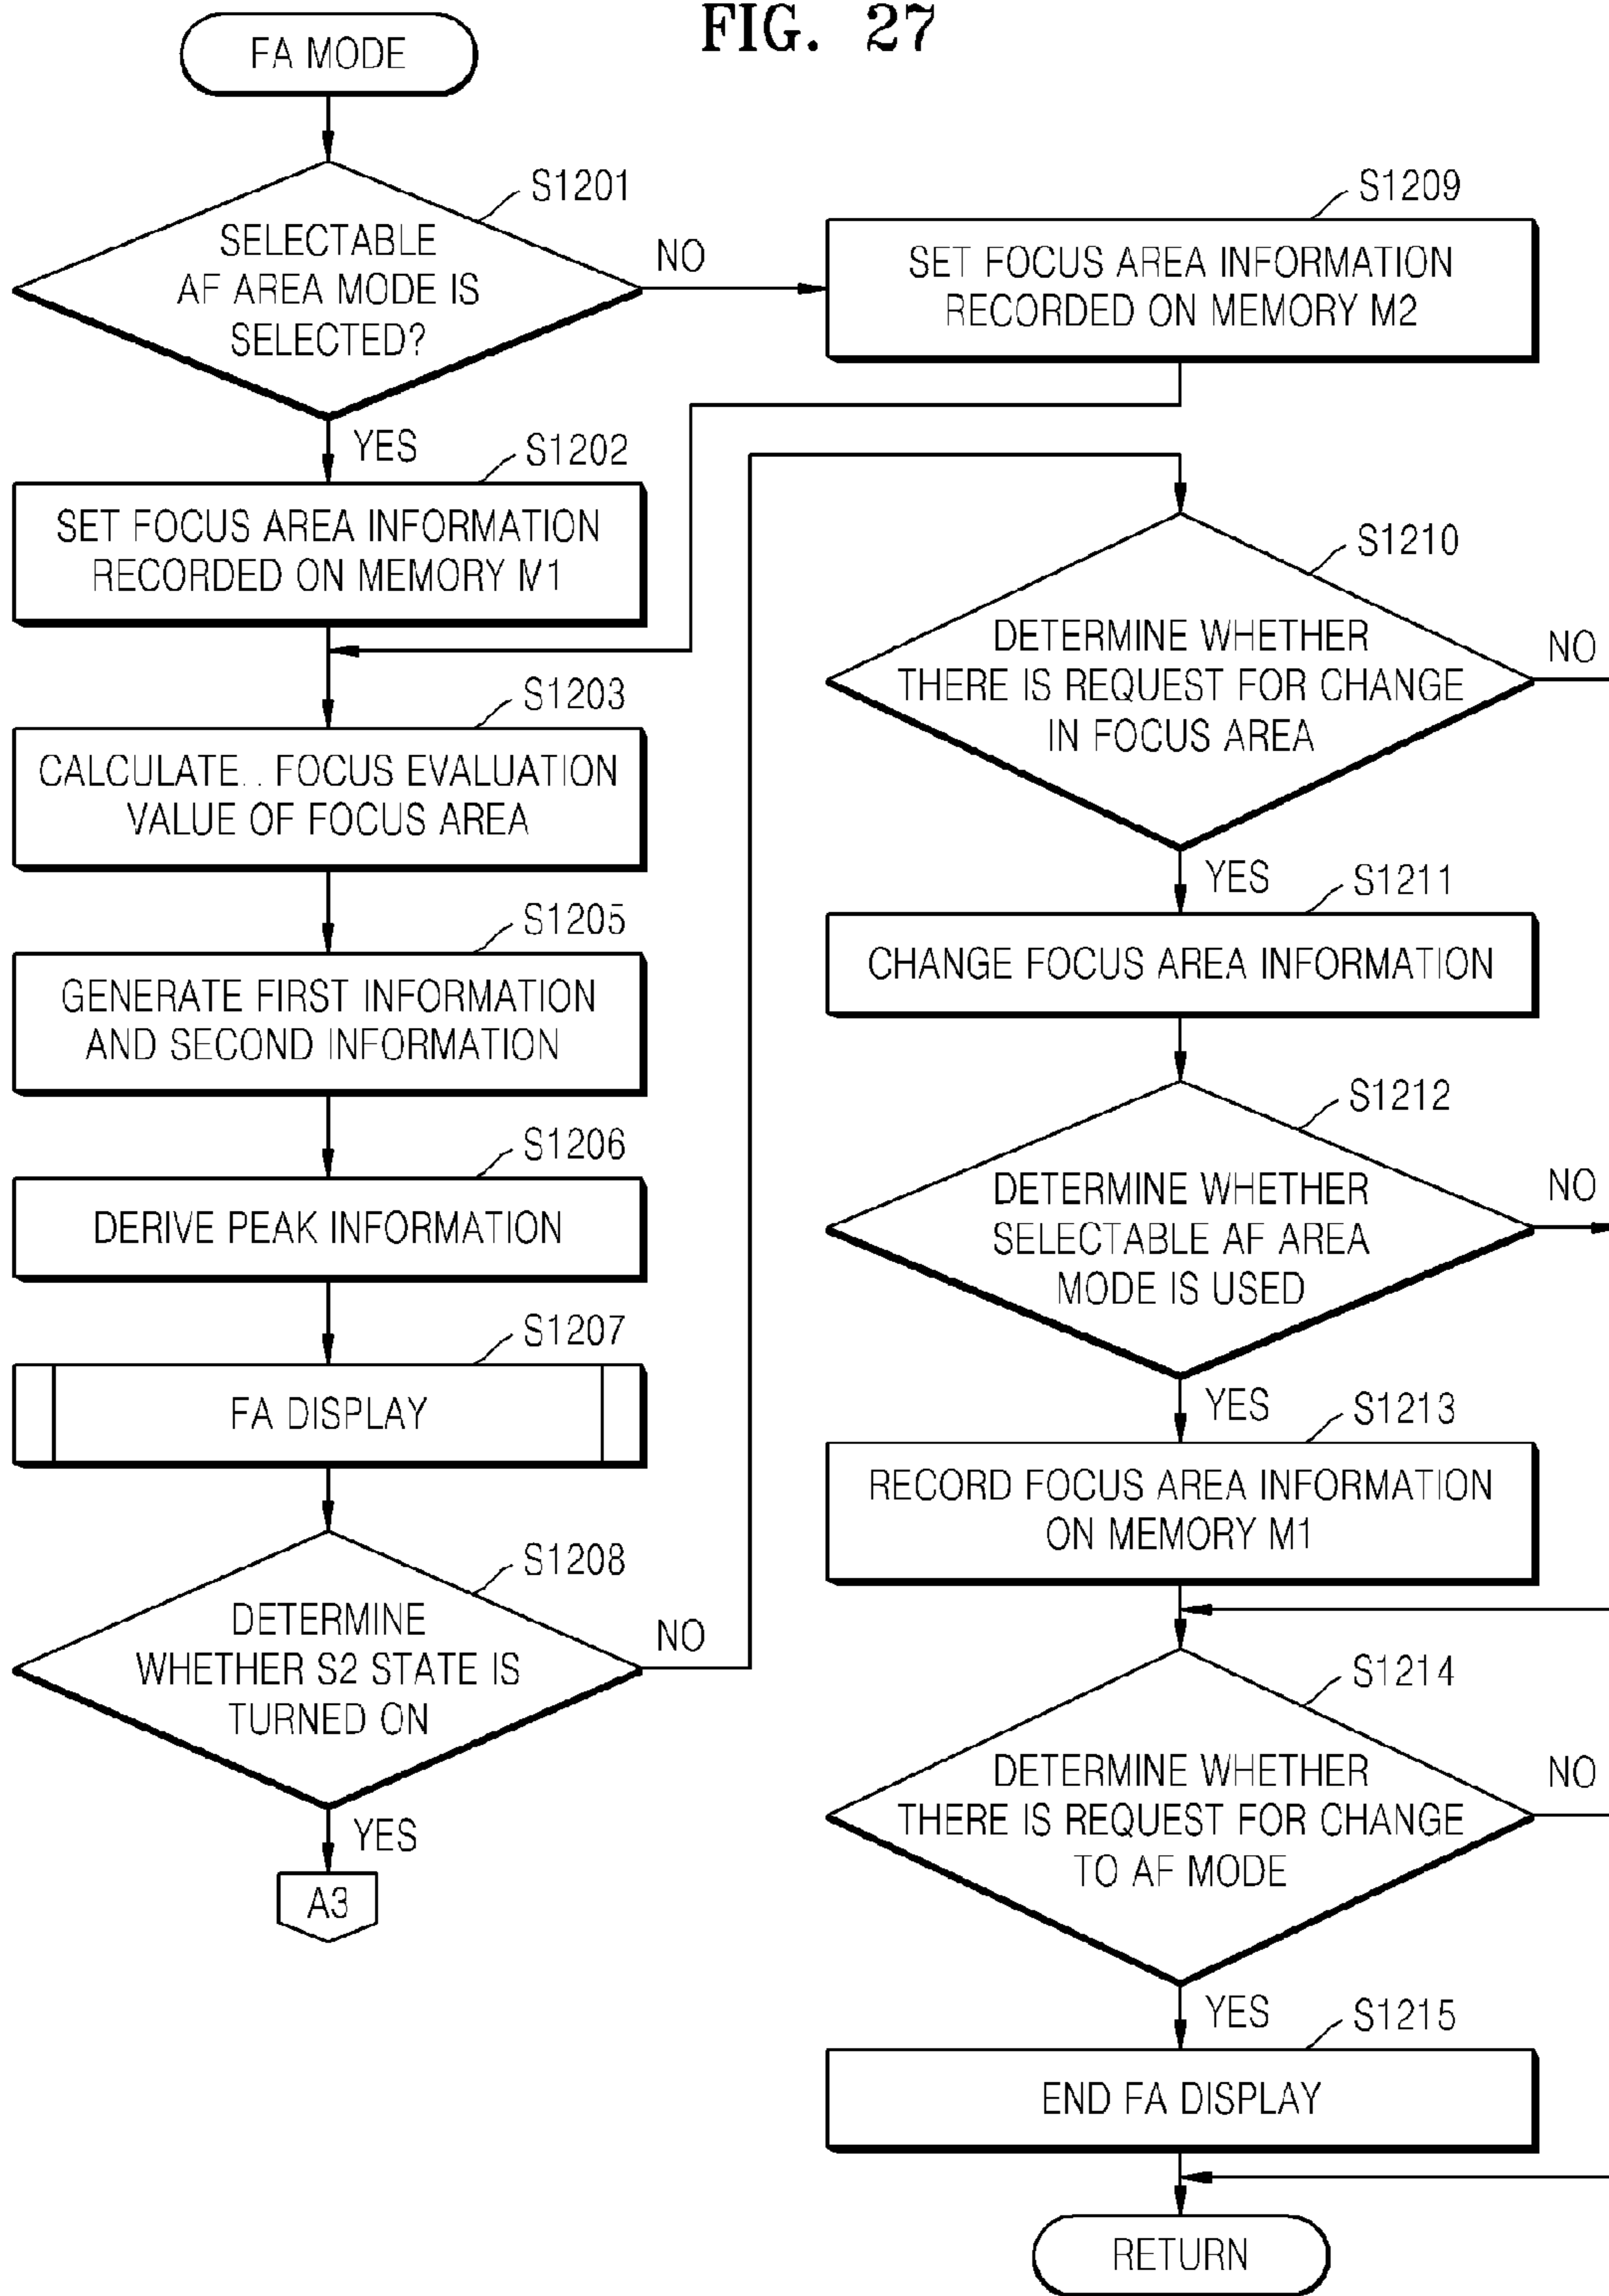 FIG. 27
FA MODE
S1201
SELECTABLE
AF AREA MODE IS
SELECTED?
NO
YES
S1202
SET FOCUS AREA INFORMATION
RECORDED ON MEMORY M1
S1203
CALCULATE.. FOCUS EVALUATION
VALUE OF FOCUS AREA
S1205
GENERATE FIRST INFORMATION
AND SECOND INFORMATION
S1206
DERIVE PEAK INFORMATION
S1207
FA DISPLAY
S1208
DETERMINE
WHETHER S2 STATE IS
TURNED ON
NO
YES
A3
S1209
SET FOCUS AREA INFORMATION
RECORDED ON MEMORY M2
S1210
DETERMINE WHETHER
THERE IS REQUEST FOR CHANGE
IN FOCUS AREA
NO
YES
S1211
CHANGE FOCUS AREA INFORMATION
S1212
DETERMINE WHETHER
SELECTABLE AF AREA
MODE IS USED
NO
YES
S1213
RECORD FOCUS AREA INFORMATION
ON MEMORY M1
S1214
DETERMINE WHETHER
THERE IS REQUEST FOR CHANGE
TO AF MODE
NO
YES
S1215
END FA DISPLAY
RETURN